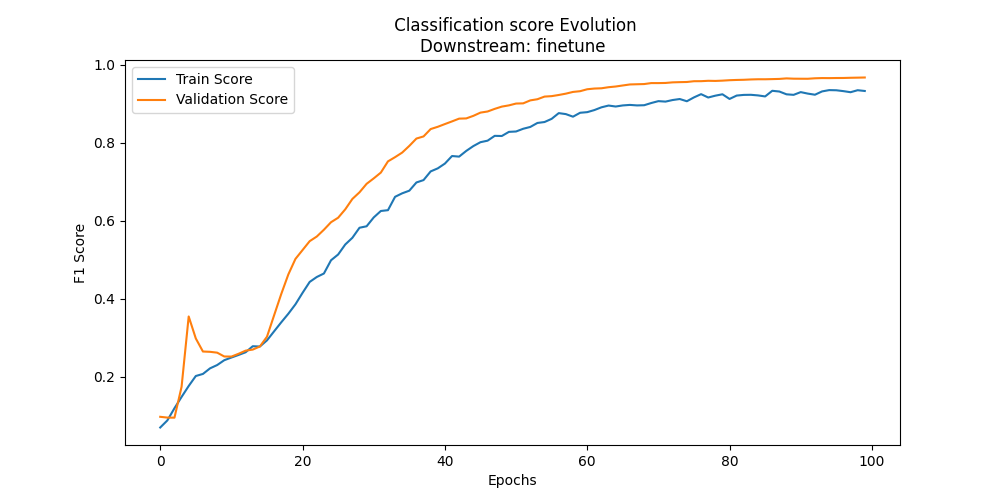 Classification score Evolution
Downstream: finetune
Train Score
Validation Score
F1 Score
1.0
0.8
0.6
0.4
0.2
0 20 40 60 80 100
Epochs